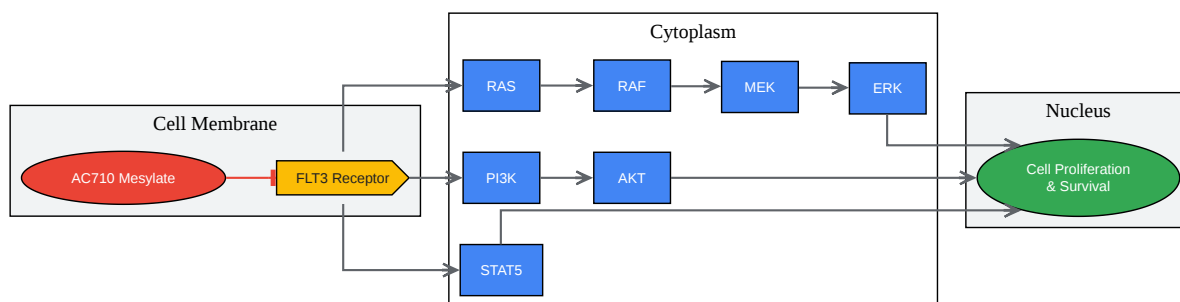 Cytoplasm
RAS
RAF
MEK
ERK
Cell Membrane
Nucleus
AC710 Mesylate
FLT3 Receptor
PI3K
AKT
Cell Proliferation
& Survival
STAT5